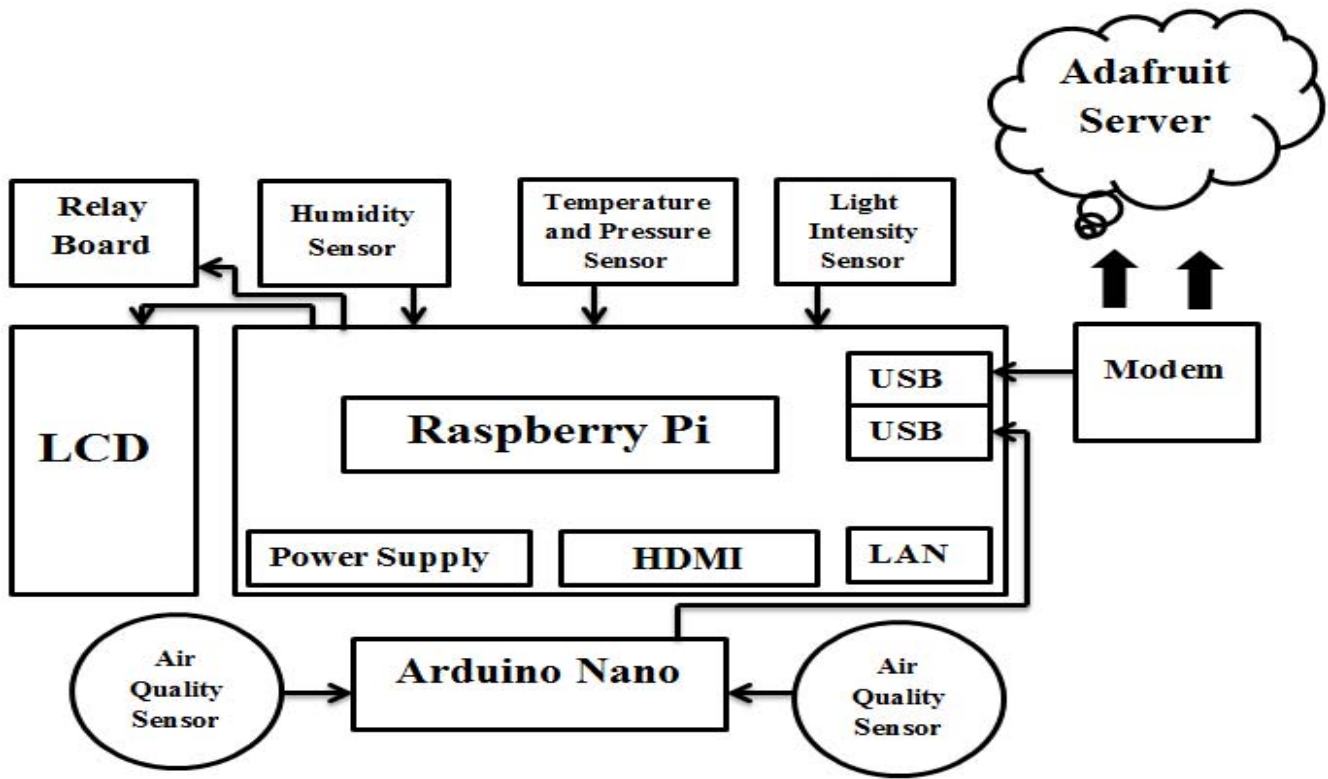 Adafruit
Server
Relay
Board
Humidity
Sensor
Temperature
and Pressure
Sensor
Light
Intensity
Sensor
LCD
Raspberry Pi
USB
USB
Modem
Power Supply
HDMI
LAN
Air
Quality
Sensor
Arduino Nano
Air
Quality
Sensor